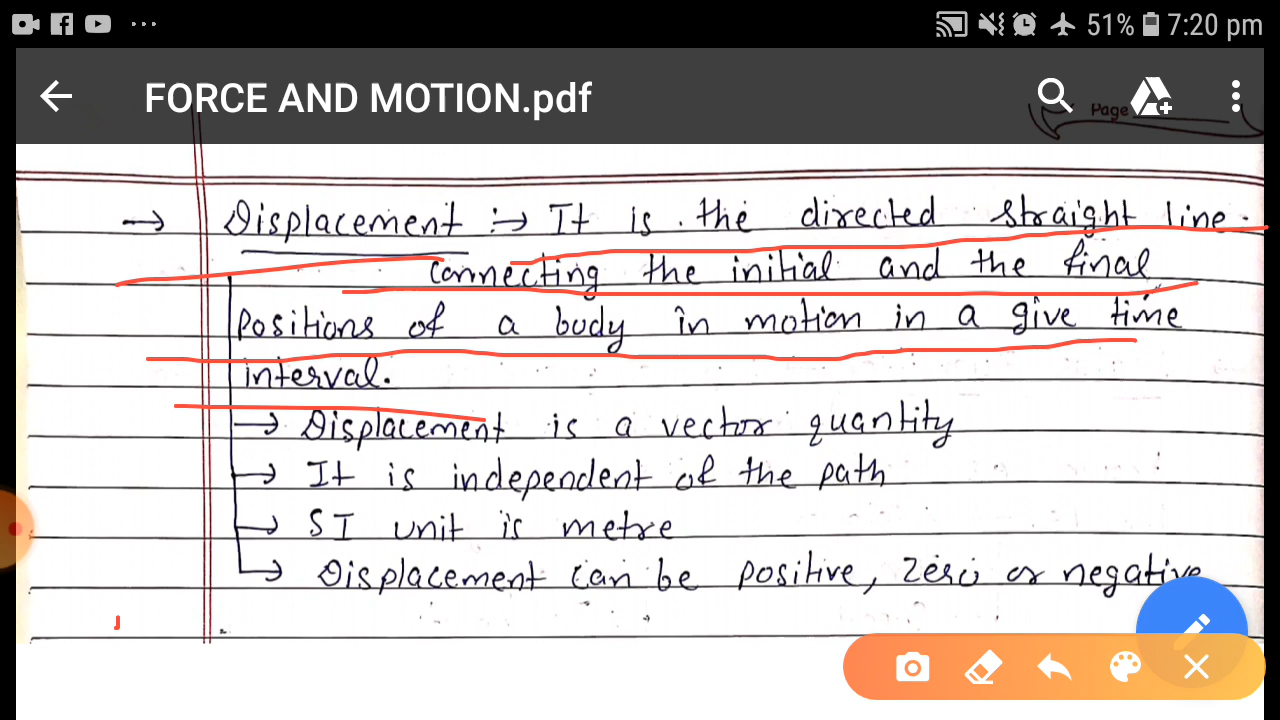 51% 7:20 pm
FORCE AND MOTION.pdf
Page
→ Displacement :→ It is the directed straight line.
connecting the initial and the final
positions of a body in motion in a give time
interval.
→ Displacement is a vector quantity
→ It is independent of the path
→ SI unit is metre
→ Displacement can be positive, zero or negative